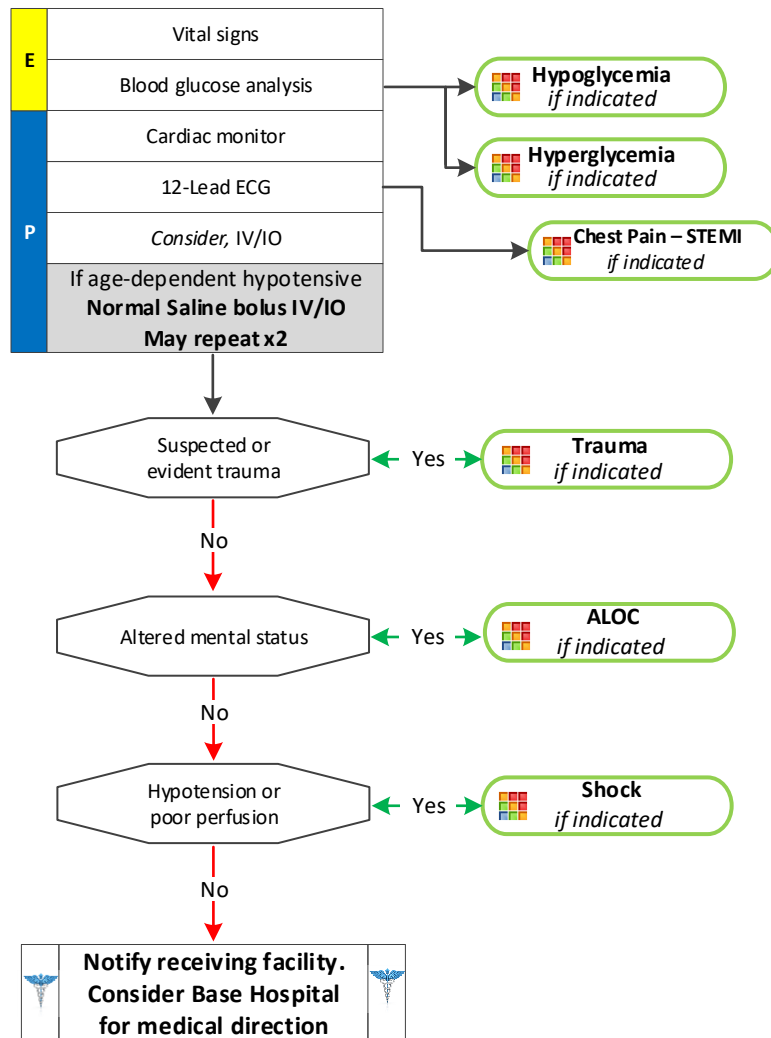 E
Vital signs
Blood glucose analysis
Hypoglycemia
if indicated
Hyperglycemia
if indicated
P
Cardiac monitor
12-Lead ECG
Consider, IV/IO
Chest Pain – STEMI
if indicated
If age-dependent hypotensive
Normal Saline bolus IV/IO
May repeat x2
Suspected or
evident trauma
Yes
Trauma
if indicated
No
Altered mental status
Yes
ALOC
if indicated
No
Hypotension or
poor perfusion
Yes
Shock
if indicated
No
Notify receiving facility.
Consider Base Hospital
for medical direction